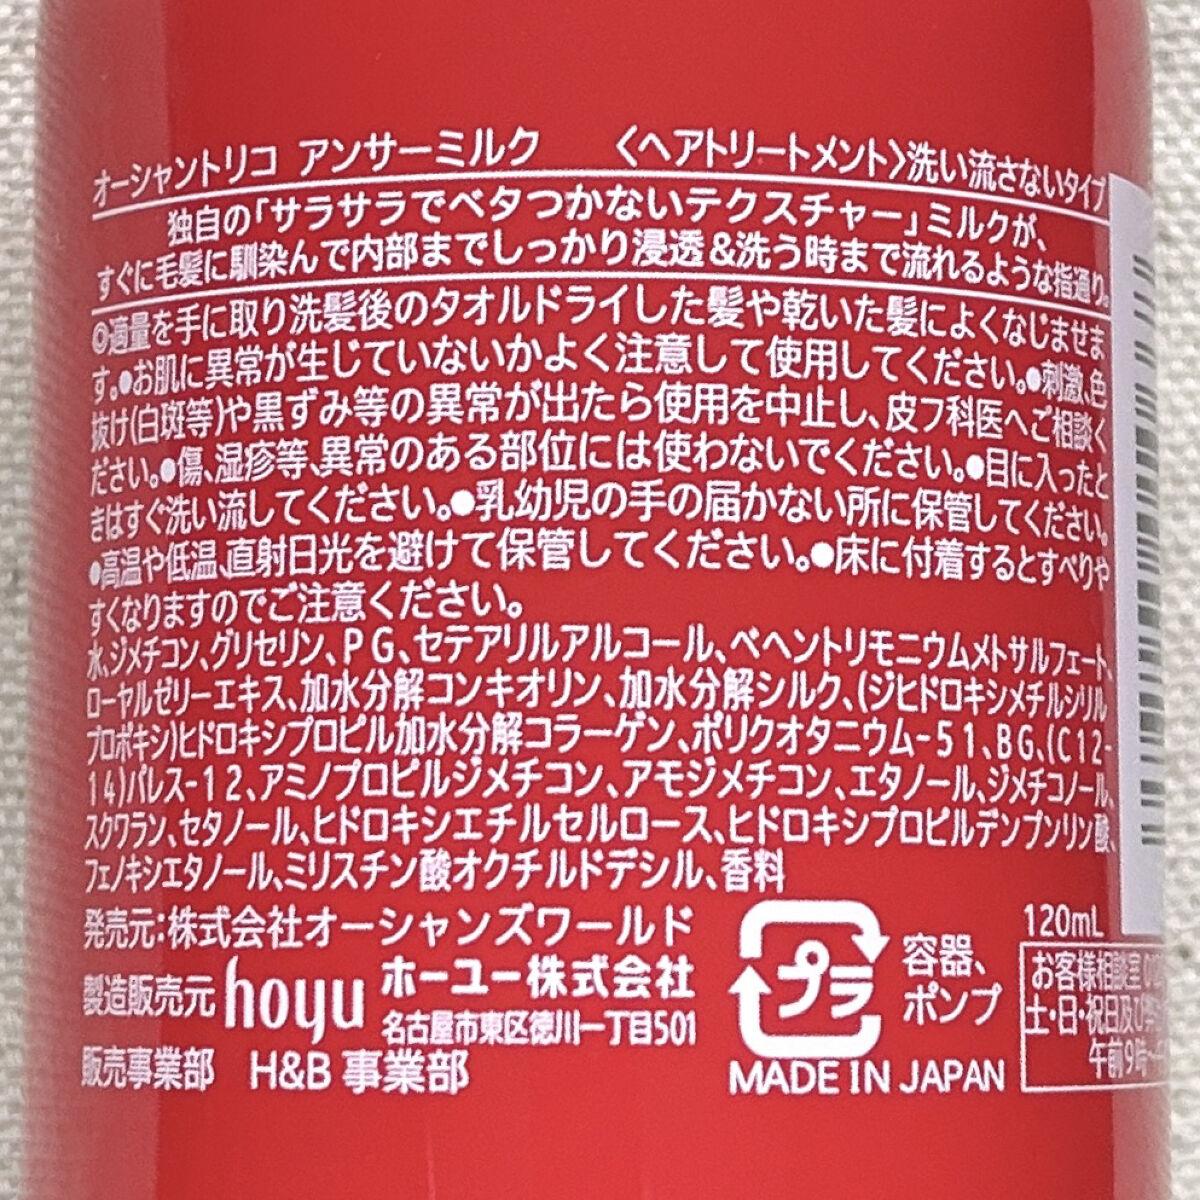 オーシャントリコ アンサーミルク 〈ヘアトリートメント〉洗い流さないタイプ
独自の「サラサラでベタつかないテクスチャー」ミルクが、
すぐに毛髪に馴染んで内部までしっかり浸透&洗う時まで流れるような指通り。
◎適量を手に取り洗髪後のタオルドライした髪や乾いた髪によくなじませま
す。●お肌に異常が生じていないかよく注意して使用してください。●刺激、色
抜け(白斑等)や黒ずみ等の異常が出たら使用を中止し、皮フ科医へご相談く
ださい。●傷、湿疹等、異常のある部位には使わないでください。●目に入ったと
きはすぐ洗い流してください。●乳幼児の手の届かない所に保管してください。
●高温や低温、直射日光を避けて保管してください。●床に付着するとすべりや
すくなりますのでご注意ください。
水、ジメチコン、グリセリン、PG、セテアリルアルコール、ベヘントリモニウムメトサルフェート、
ローヤルゼリーエキス、加水分解コンキオリン、加水分解シルク、(ジヒドロキシメチルシリル
プロポキシ)ヒドロキシプロピル加水分解コラーゲン、ポリクオタニウム-51、BG、(C12-
14)パレス-12、アミノプロピルジメチコン、アモジメチコン、エタノール、ジメチコノール、
スクワラン、セタノール、ヒドロキシエチルセルロース、ヒドロキシプロピルデンプンリン酸、
フェノキシエタノール、ミリスチン酸オクチルドデシル、香料
発売元:株式会社オーシャンズワールド
製造販売元 hoyu ホーユー株式会社
名古屋市東区徳川一丁目501
販売事業部 H&B 事業部
プラ
容器、
ポンプ
MADE IN JAPAN
120mL
お客様相談室
土・日・祝日及び
午前9時〜